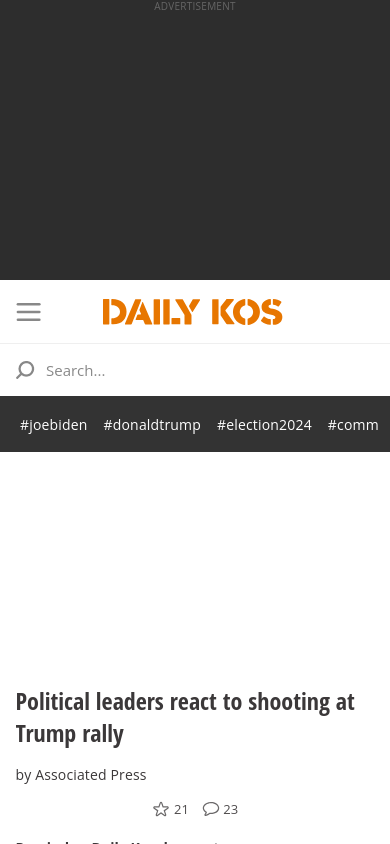 ADVERTISEMENT
DAILY KOS
Search...
#joebiden #donaldtrump #election2024 #comm
Political leaders react to shooting at
Trump rally
by Associated Press
21 23